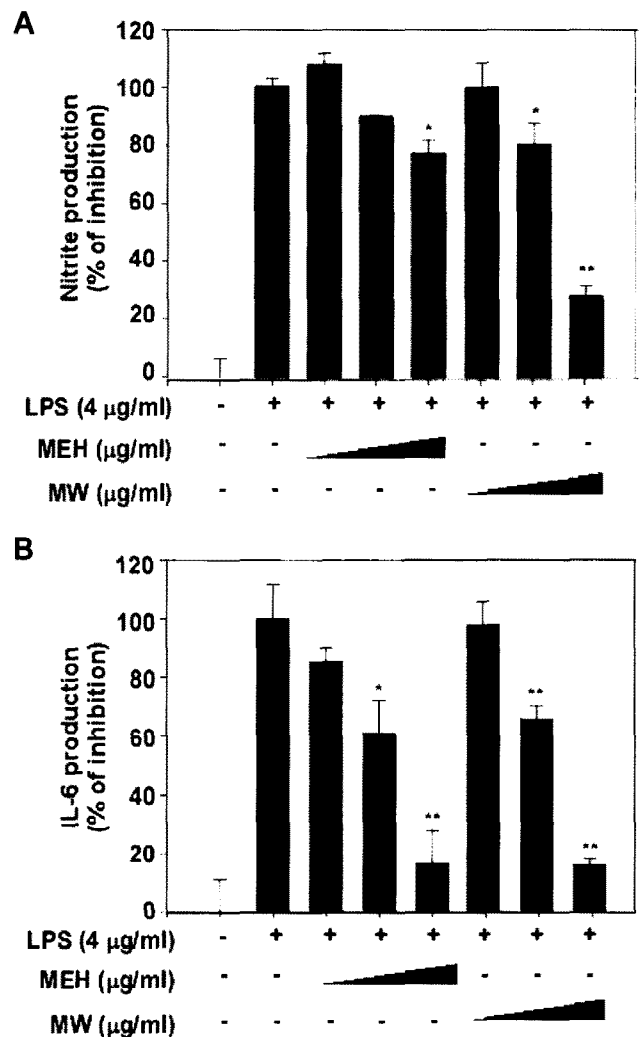 A
Nitrite production
(% of inhibition)
120
100
80
60
40
20
0
*
*
**
LPS (4 μg/ml) - + + + + + + +
MEH (μg/ml) - - - - -
MW (μg/ml) - - - - -
B
IL-6 production
(% of inhibition)
120
100
80
60
40
20
0
*
**
**
**
LPS (4 μg/ml) - + + + + + + +
MEH (μg/ml) - - - - -
MW (μg/ml) - - - - -